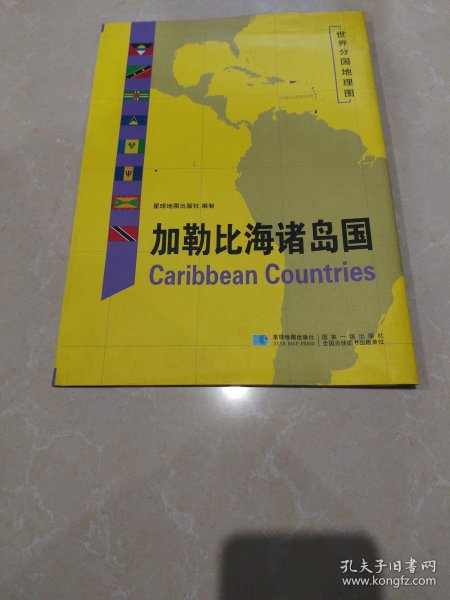 世界分国地理图
星球地图出版社 编制
加勒比海诸岛国
Caribbean Countries
星球地图出版社
STAR MAP PRESS
国家一级出版社
全国百佳图书出版单位
孔夫子旧书网
www.kongfz.com